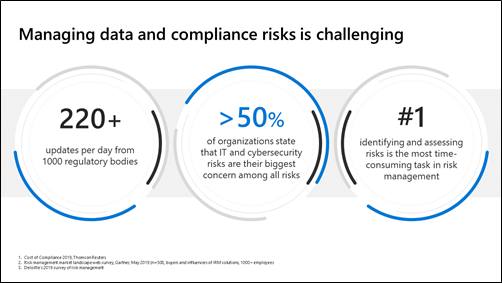 Managing data and compliance risks is challenging
220+
updates per day from
1000 regulatory bodies
>50%
of organizations state
that IT and cybersecurity
risks are their biggest
concern among all risks
#1
identifying and assessing
risks is the most time-
consuming task in risk
management
1. Cost of Compliance 2019, Thomson Reuters
2. Risk management market landscape web survey, Gartner, May 2019 (n=500, buyers and influencers of IRM solutions, 1000+ employees
3. Deloitte's 2019 survey of risk management